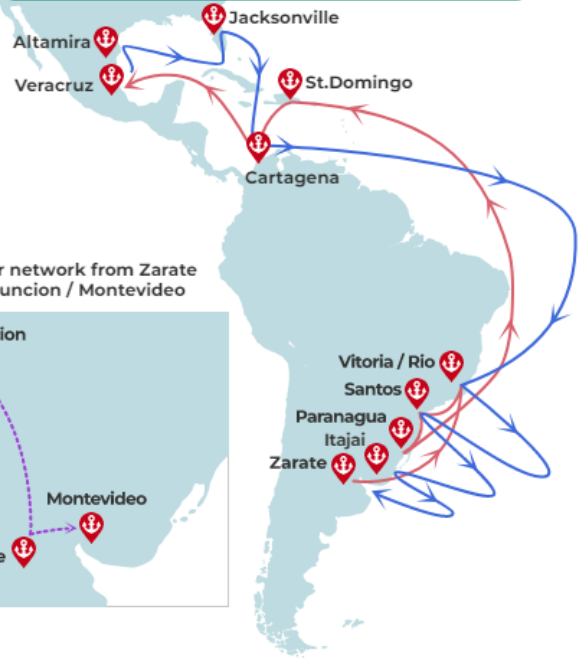 Jacksonville
Altamira
Veracruz
St.Domingo
Cartagena
r network from Zarate
uncion / Montevideo
ion
Vitoria / Rio
Santos
Paranagua
Itajai
Zarate
Montevideo
e